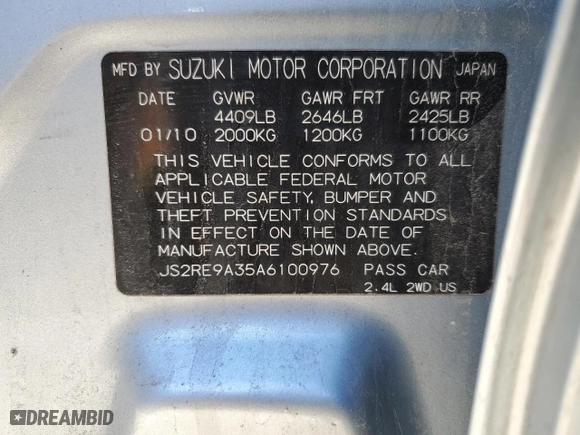 MFD BY SUZUKI MOTOR CORPORATION JAPAN
DATE GVWR GAWR FRT GAWR RR
4409LB 2646LB 2425LB
01/10 2000KG 1200KG 1100KG
THIS VEHICLE CONFORMS TO ALL
APPLICABLE FEDERAL MOTOR
VEHICLE SAFETY, BUMPER AND
THEFT PREVENTION STANDARDS
IN EFFECT ON THE DATE OF
MANUFACTURE SHOWN ABOVE.
JS2RE9A35A6100976 PASS CAR
2.4L 2WD US
DREAMBID